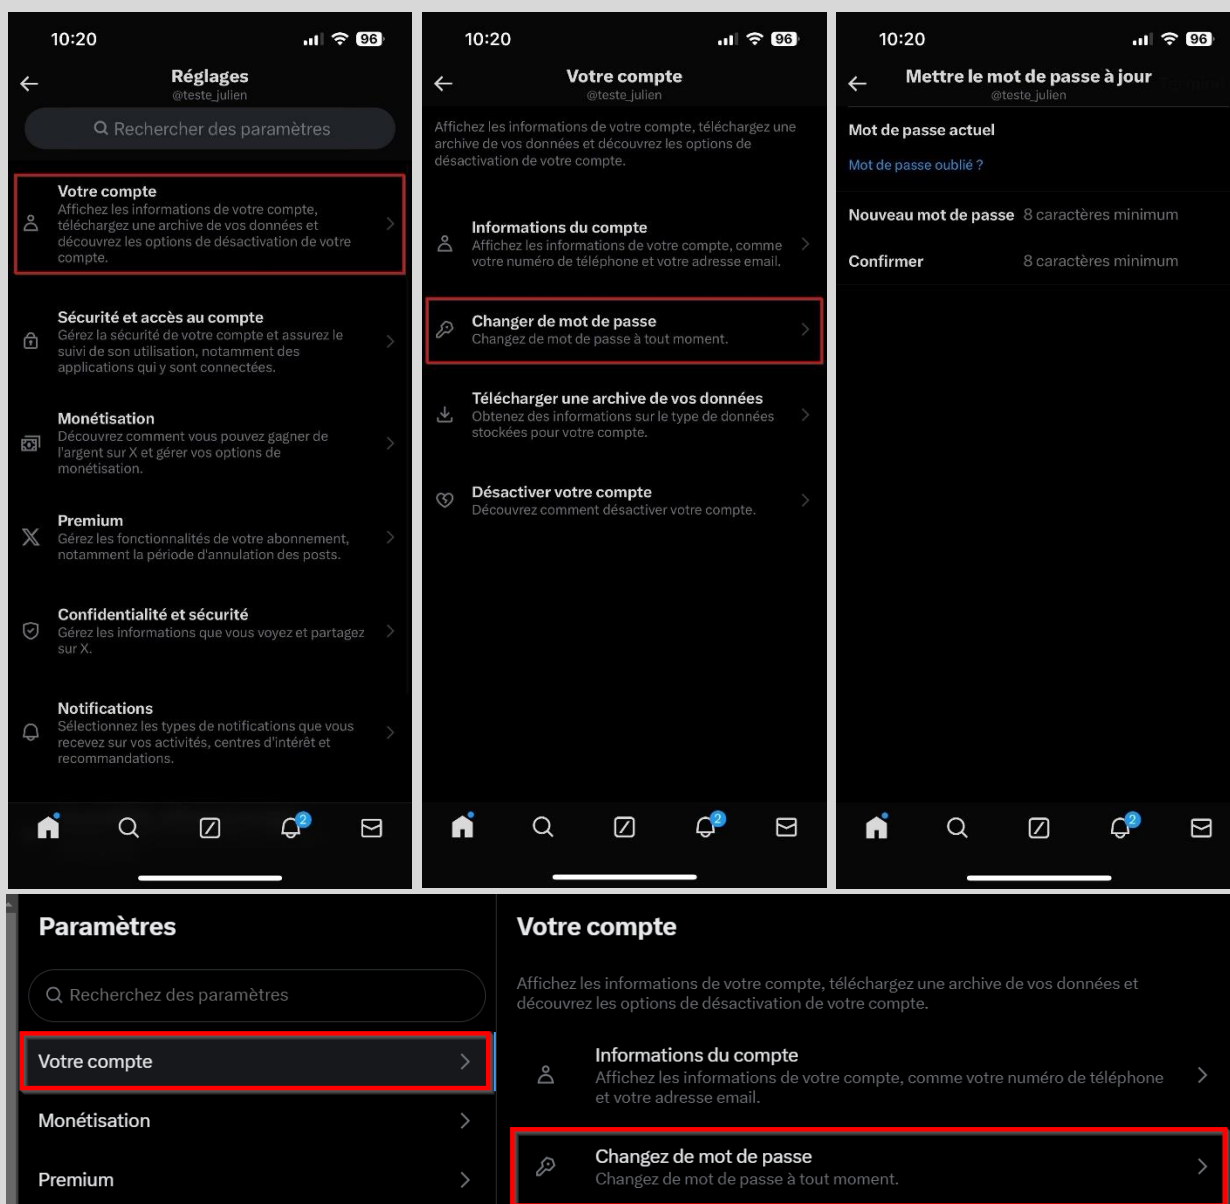 10:20
96
Réglages
@teste_julien
Rechercher des paramètres
Votre compte
Affichez les informations de votre compte,
téléchargez une archive de vos données et
découvrez les options de désactivation de votre
compte.
Sécurité et accès au compte
Gérez la sécurité de votre compte et assurez le
suivi de son utilisation, notamment des
applications qui y sont connectées.
Monétisation
Découvrez comment vous pouvez gagner de
l'argent sur X et gérer vos options de
monétisation.
Premium
Gérez les fonctionnalités de votre abonnement,
notamment la période d'annulation des posts.
Confidentialité et sécurité
Gérez les informations que vous voyez et partagez
sur X.
Notifications
Sélectionnez les types de notifications que vous
recevez sur vos activités, centres d'intérêt et
recommandations.
2
10:20
96
Votre compte
@teste_julien
Affichez les informations de votre compte, téléchargez une
archive de vos données et découvrez les options de
désactivation de votre compte.
Informations du compte
Affichez les informations de votre compte, comme
votre numéro de téléphone et votre adresse email.
Changer de mot de passe
Changez de mot de passe à tout moment.
Télécharger une archive de vos données
Obtenez des informations sur le type de données
stockées pour votre compte.
Désactiver votre compte
Découvrez comment désactiver votre compte.
2
10:20
96
Mettre le mot de passe à jour
@teste_julien
Mot de passe actuel
Mot de passe oublié ?
Nouveau mot de passe 8 caractères minimum
Confirmer 8 caractères minimum
2
Paramètres
Recherchez des paramètres
Votre compte
Monétisation
Premium
Votre compte
Affichez les informations de votre compte, téléchargez une archive de vos données et
découvrez les options de désactivation de votre compte.
Informations du compte
Affichez les informations de votre compte, comme votre numéro de téléphone
et votre adresse email.
Changez de mot de passe
Changez de mot de passe à tout moment.